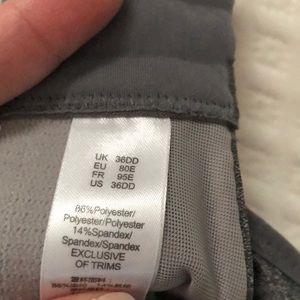 UK 36DD
EU 80E
FR 95E
US 36DD
86%Polyester/
Polyester/Polyester
14%Spandex/
Spandex/Spandex
EXCLUSIVE
OF TRIMS